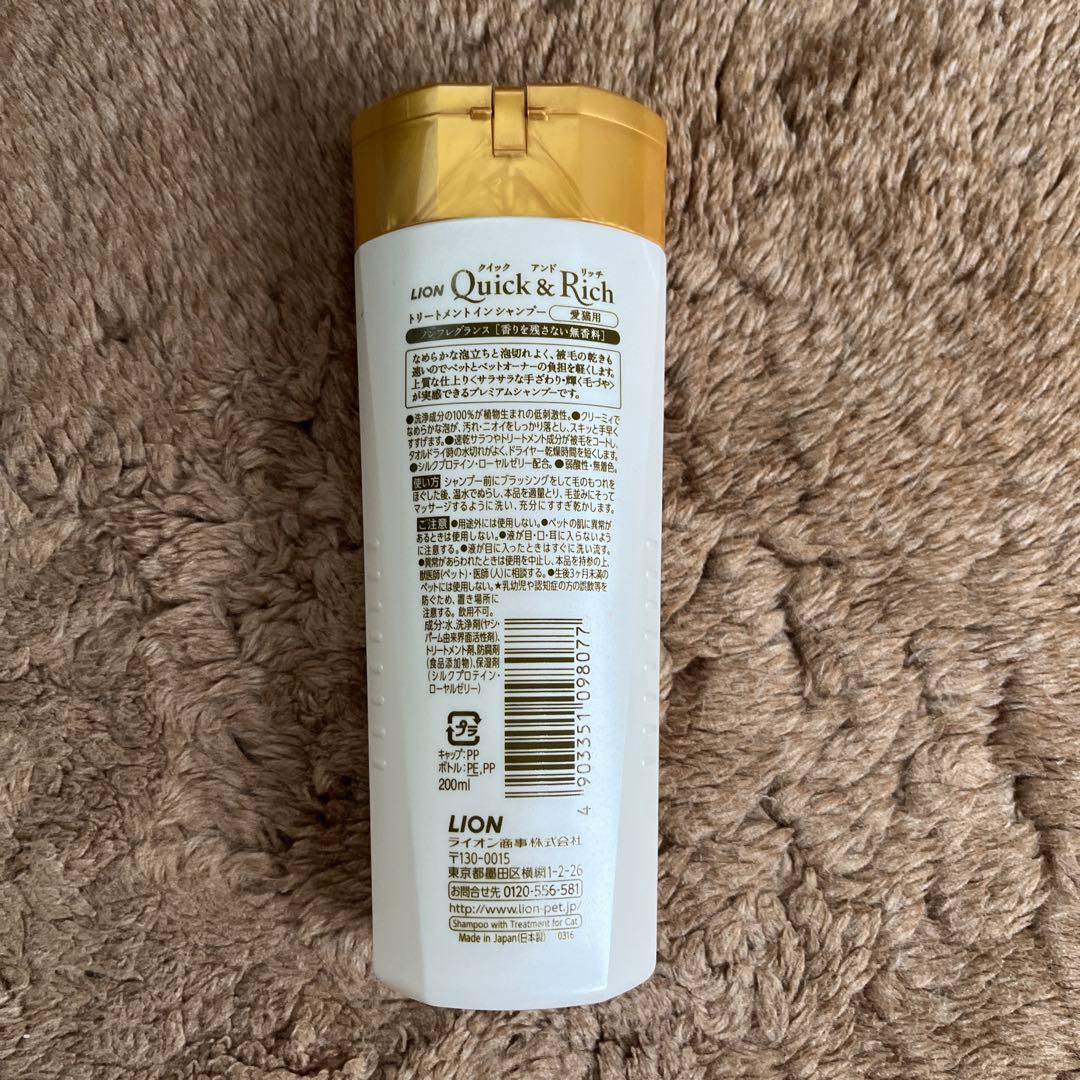 クイック アンド リッチ
LION Quick & Rich
トリートメントインシャンプー 愛猫用
ノンフレグランス[香りを残さない無香料]
なめらかな泡立ちと泡切れよく、被毛の乾きも
速いのでペットとペットオーナーの負担を軽くします。
上質な仕上り<サラサラな手ざわり・輝く毛づや>
が実感できるプレミアムシャンプーです。
●洗浄成分の100%が植物生まれの低刺激性。●クリーミィで
なめらかな泡が、汚れ・ニオイをしっかり落とし、スキッと手早く
すすげます。●速乾サラつやトリートメント成分が被毛をコートし、
タオルドライ時の水切れがよく、ドライヤー乾燥時間を短くします。
●シルクプロテイン・ローヤルゼリー配合。●弱酸性・無着色。
使い方 シャンプー前にブラッシングをして毛のもつれを
ほぐした後、温水でぬらし、本品を適量とり、毛並みにそって
マッサージするように洗い、充分にすすぎ乾かします。
ご注意 ●用途外には使用しない。●ペットの肌に異常が
あるときは使用しない。●液が目・口・耳に入らないよう
に注意する。●液が目に入ったときはすぐに洗い流す。
●異常があらわれたときは使用を中止し、本品を持参の上、
獣医師(ペット)・医師(人)に相談する。●生後3ヶ月未満の
ペットには使用しない。★乳幼児や認知症の方の誤飲等を
防ぐため、置き場所に
注意する。飲用不可。
成分:水、洗浄剤(ヤシ・
パーム由来界面活性剤)、
トリートメント剤、防腐剤
(食品添加物)、保湿剤
(シルクプロテイン・
ローヤルゼリー)
4 903351 098077
プラ
キャップ:PP
ボトル:PE,PP
200ml
LION
ライオン商事株式会社
〒130-0015
東京都墨田区横網1-2-26
お問合せ先 0120-556-581
http://www.lion-pet.jp/
Shampoo with Treatment for Cat
Made in Japan(日本製) 0316